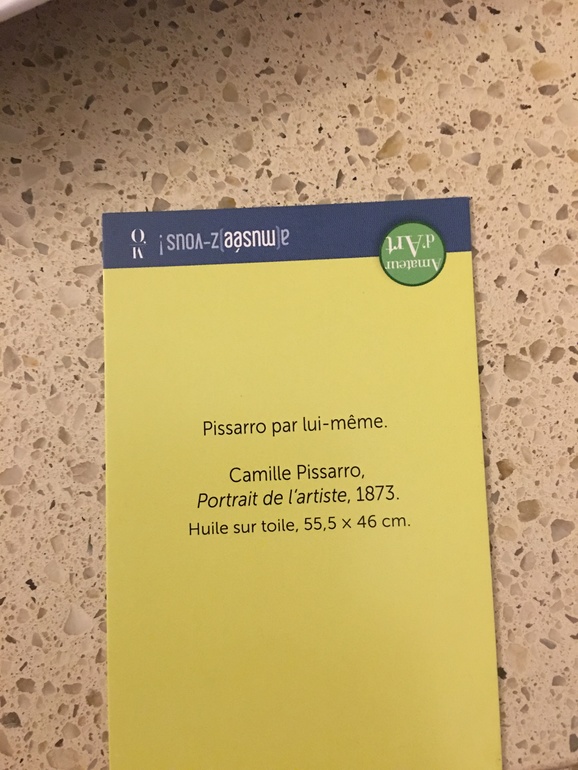 a(musée)z-vous !
M'O
Amateur
d'Art
Pissarro par lui-même.
Camille Pissarro,
Portrait de l'artiste, 1873.
Huile sur toile, 55,5 x 46 cm.